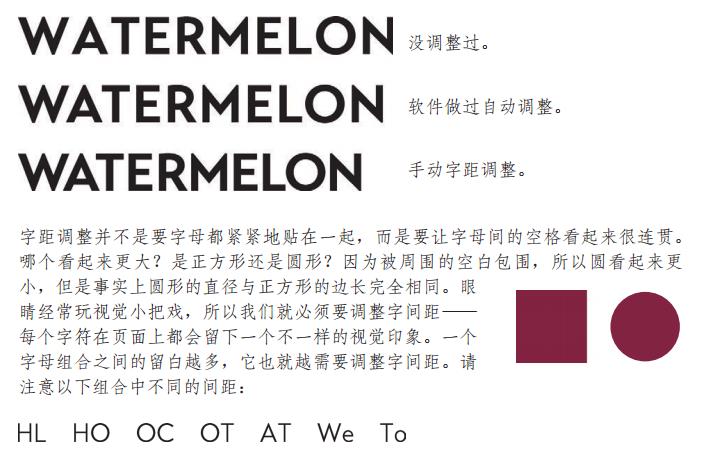 WATERMELON 没调整过。
WATERMELON 软件做过自动调整。
WATERMELON 手动字距调整。
字距调整并不是要字母都紧紧地贴在一起，而是要让字母间的空格看起来很连贯。
哪个看起来更大？是正方形还是圆形？因为被周围的空白包围，所以圆看起来更
小，但是事实上圆形的直径与正方形的边长完全相同。眼
睛经常玩视觉小把戏，所以我们就必须要调整字间距——
每个字符在页面上都会留下一个不一样的视觉印象。一个
字母组合之间的留白越多，它也就越需要调整字间距。请
注意以下组合中不同的间距：
HL HO OC OT AT We To